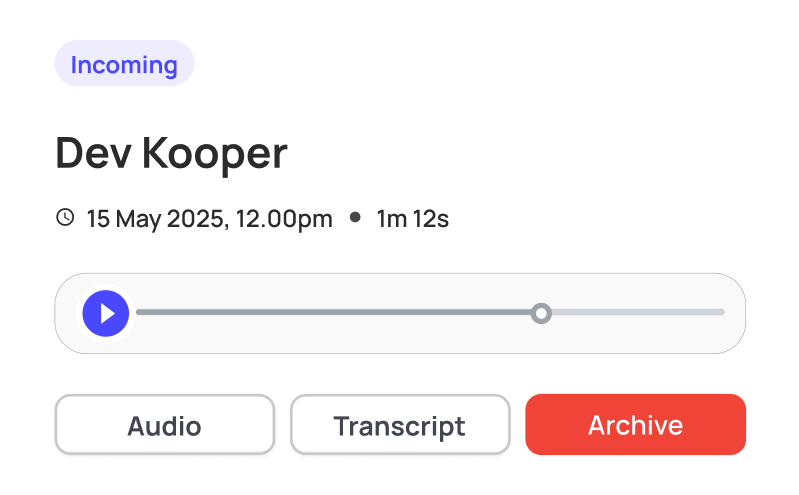 Incoming
Dev Kooper
15 May 2025, 12.00pm • 1m 12s
Audio
Transcript
Archive